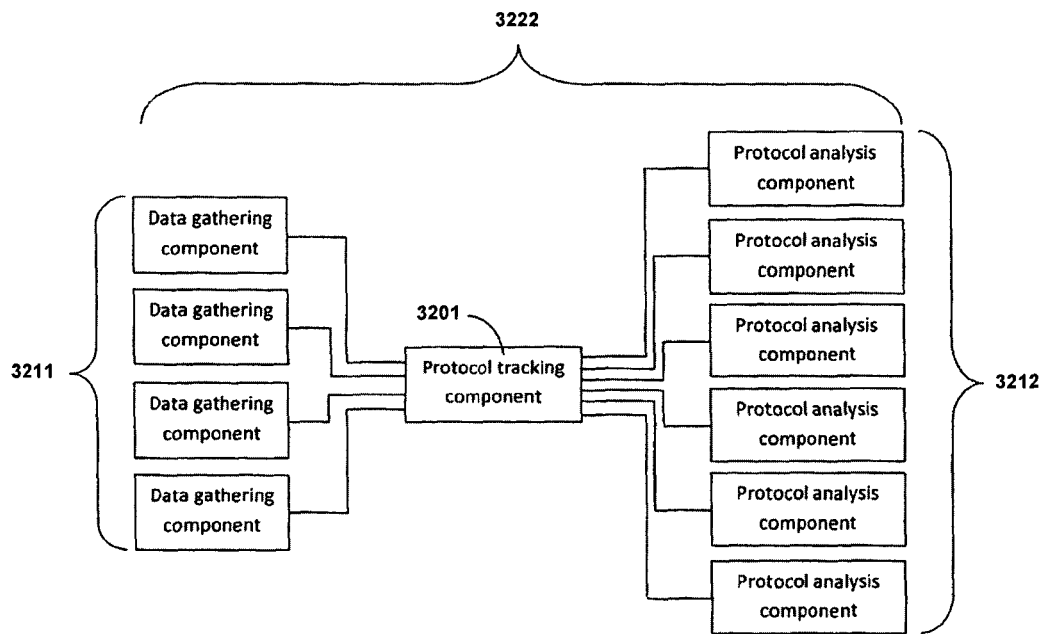 3222
Protocol analysis
component
Data gathering
component
Protocol analysis
component
Data gathering
component
3201
Protocol analysis
component
3211
Protocol tracking
component
3212
Data gathering
component
Protocol analysis
component
Data gathering
component
Protocol analysis
component
Protocol analysis
component